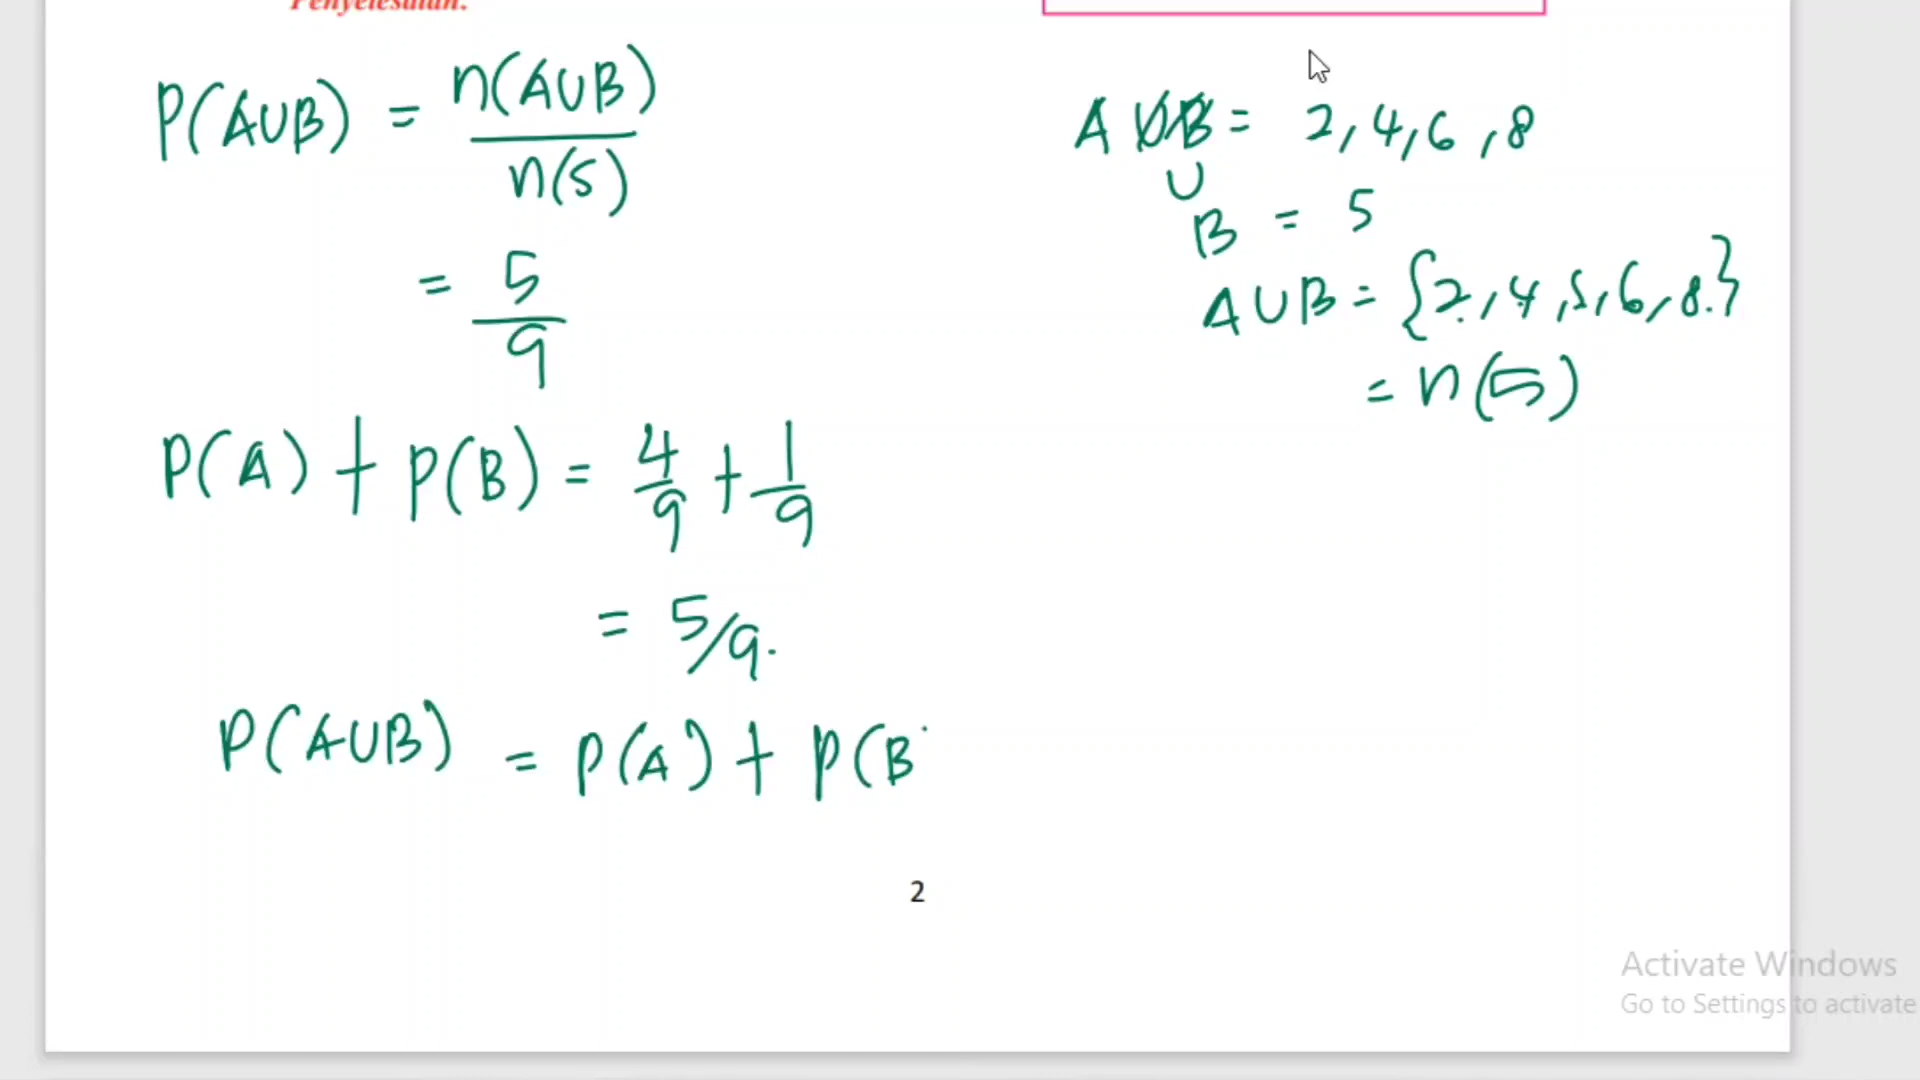 Penyelesaian:
P(A∪B) = n(A∪B)
n(S)
= 5
9
P(A) + P(B) = 4/9 + 1/9
= 5/9.
P(A∪B) = P(A) + P(B
A = 2, 4, 6, 8
∪
B = 5
A∪B = {2, 4, 5, 6, 8.}
= n(5)
2
Activate Windows
Go to Settings to activate